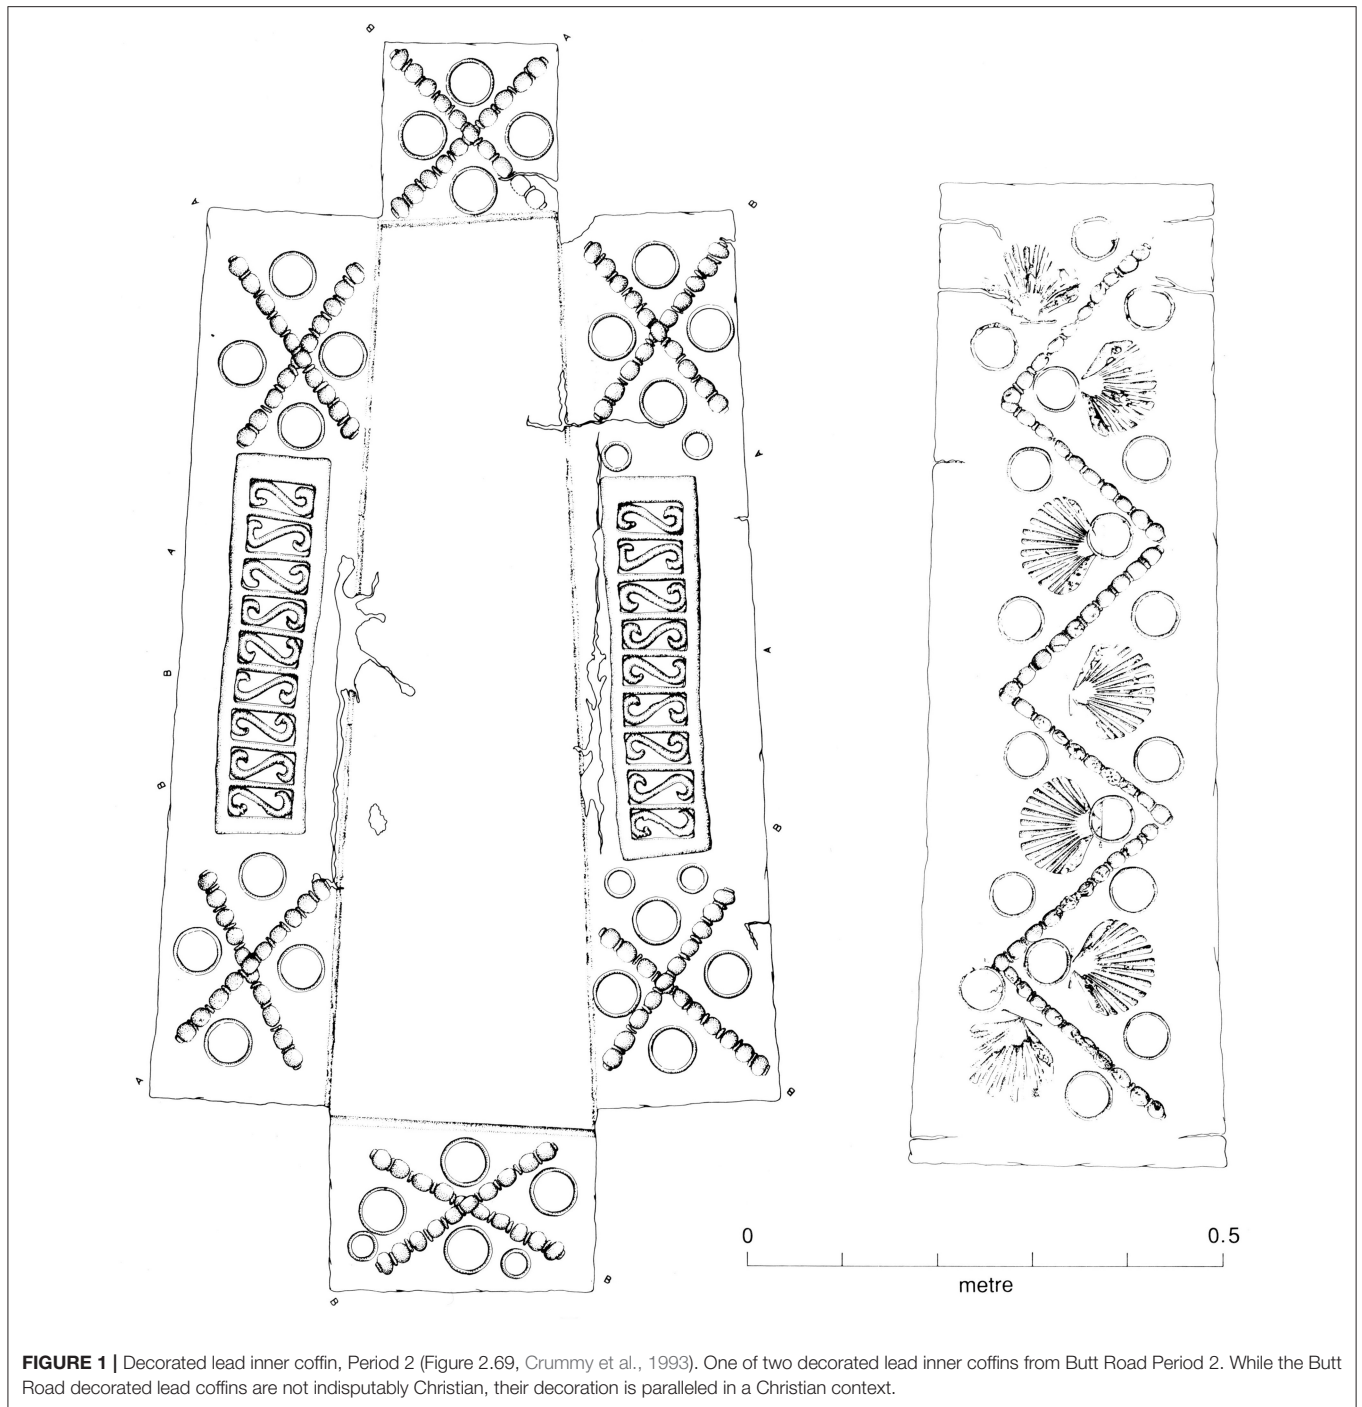 B
A
A
B
A
A
A
B
B
B
A
B
B
B
0 0.5
metre
FIGURE 1 | Decorated lead inner coffin, Period 2 (Figure 2.69, Crummy et al., 1993). One of two decorated lead inner coffins from Butt Road Period 2. While the Butt
Road decorated lead coffins are not indisputably Christian, their decoration is paralleled in a Christian context.